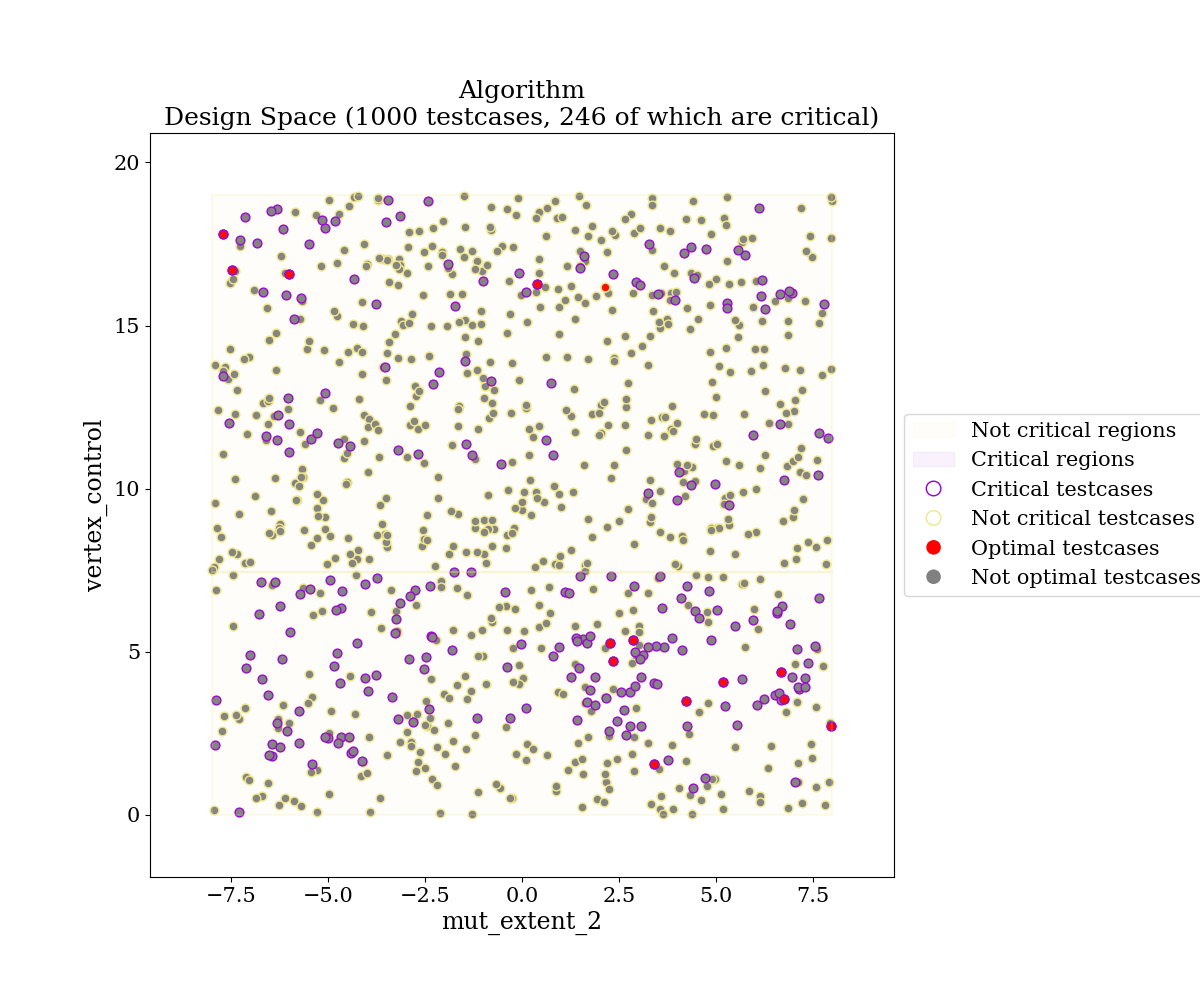 Algorithm
Design Space (1000 testcases, 246 of which are critical)
20
15
10
5
0
vertex_control
−7.5
−5.0
−2.5
0.0
2.5
5.0
7.5
mut_extent_2
Not critical regions
Critical regions
Critical testcases
Not critical testcases
Optimal testcases
Not optimal testcases